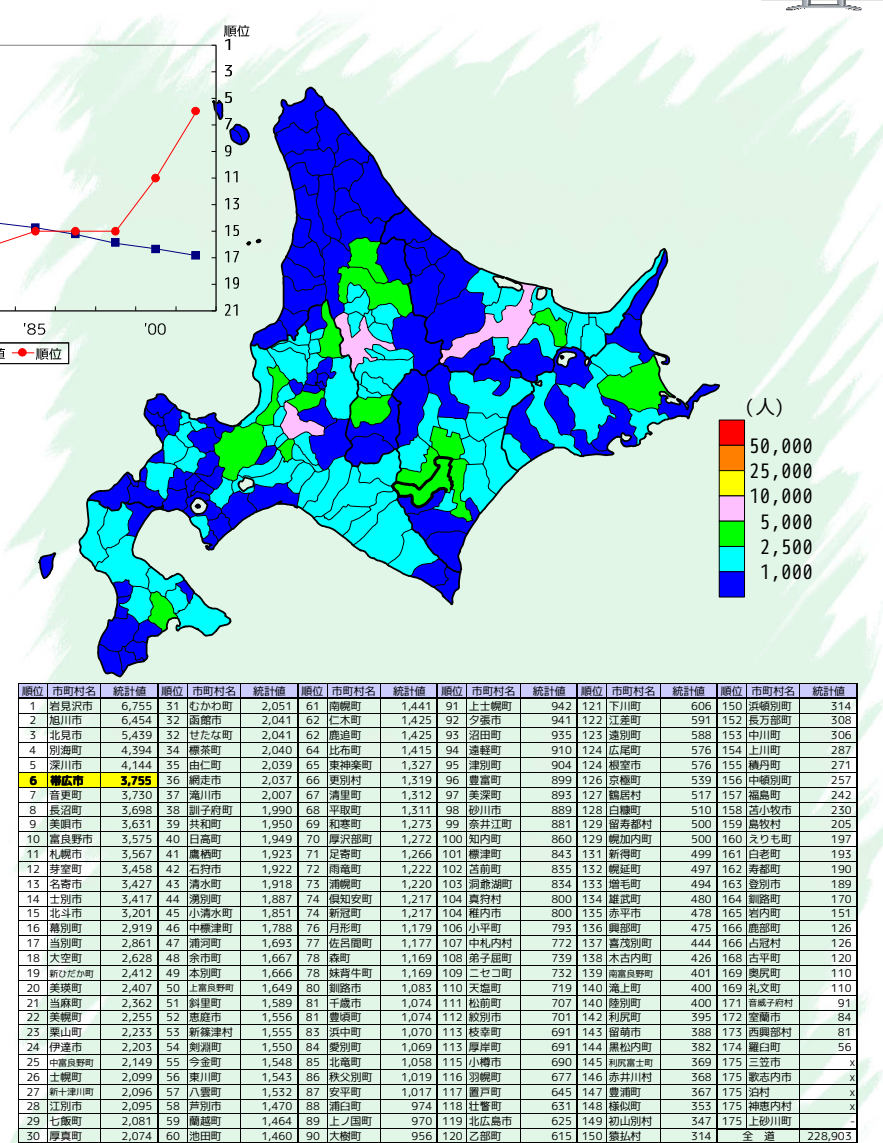 順位
1
3
5
7
9
11
13
15
17
19
21
'85 '00
値 順位
(人)
50,000
25,000
10,000
5,000
2,500
1,000
順位 市町村名 統計値 順位 市町村名 統計値 順位 市町村名 統計値 順位 市町村名 統計値 順位 市町村名 統計値 順位 市町村名 統計値
1 岩見沢市 6,755 31 むかわ町 2,051 61 南幌町 1,441 91 上士幌町 942 121 下川町 606 150 浜頓別町 314
2 旭川市 6,454 32 函館市 2,041 62 仁木町 1,425 92 夕張市 941 122 江差町 591 152 長万部町 308
3 北見市 5,439 32 せたな町 2,041 62 鹿追町 1,425 93 沼田町 935 123 遠別町 588 153 中川町 306
4 別海町 4,394 34 標茶町 2,040 64 比布町 1,415 94 遠軽町 910 124 広尾町 576 154 上川町 287
5 深川市 4,144 35 由仁町 2,039 65 東神楽町 1,327 95 津別町 904 124 根室市 576 155 積丹町 271
6 帯広市 3,755 36 網走市 2,037 66 更別村 1,319 96 豊富町 899 126 京極町 539 156 中頓別町 257
7 音更町 3,730 37 滝川市 2,007 67 清里町 1,312 97 美深町 893 127 鶴居村 517 157 福島町 242
8 長沼町 3,698 38 訓子府町 1,990 68 平取町 1,311 98 砂川市 889 128 白糠町 510 158 苫小牧市 230
9 美唄市 3,631 39 共和町 1,950 69 和寒町 1,273 99 奈井江町 881 129 留寿都村 500 159 島牧村 205
10 富良野市 3,575 40 日高町 1,949 70 厚沢部町 1,272 100 知内町 860 129 幌加内町 500 160 えりも町 197
11 札幌市 3,567 41 鷹栖町 1,923 71 足寄町 1,266 101 標津町 843 131 新得町 499 161 白老町 193
12 芽室町 3,458 42 石狩市 1,922 72 雨竜町 1,222 102 苫前町 835 132 幌延町 497 162 寿都町 190
13 名寄市 3,427 43 清水町 1,918 73 浦幌町 1,220 103 洞爺湖町 834 133 増毛町 494 163 登別市 189
14 士別市 3,417 44 湧別町 1,887 74 倶知安町 1,217 104 真狩村 800 134 雄武町 480 164 釧路町 170
15 北斗市 3,201 45 小清水町 1,851 74 新冠町 1,217 104 稚内市 800 135 赤平市 478 165 岩内町 151
16 幕別町 2,919 46 中標津町 1,788 76 月形町 1,179 106 小平町 793 136 興部町 475 166 鹿部町 126
17 当別町 2,861 47 浦河町 1,693 77 佐呂間町 1,177 107 中札内村 772 137 喜茂別町 444 166 占冠村 126
18 大空町 2,628 48 余市町 1,667 78 森町 1,169 108 弟子屈町 739 138 木古内町 426 168 古平町 120
19 新ひだか町 2,412 49 本別町 1,666 78 妹背牛町 1,169 109 ニセコ町 732 139 南富良野町 401 169 奥尻町 110
20 美瑛町 2,407 50 上富良野町 1,649 80 釧路市 1,083 110 天塩町 719 140 滝上町 400 169 礼文町 110
21 当麻町 2,362 51 斜里町 1,589 81 千歳市 1,074 111 松前町 707 140 陸別町 400 171 音威子府村 91
22 美幌町 2,255 52 恵庭市 1,556 81 豊頃町 1,074 112 紋別市 701 142 利尻町 395 172 室蘭市 84
23 栗山町 2,233 53 新篠津村 1,555 83 浜中町 1,070 113 枝幸町 691 143 留萌市 388 173 西興部村 81
24 伊達市 2,203 54 剣淵町 1,550 84 愛別町 1,069 113 厚岸町 691 144 黒松内町 382 174 羅臼町 56
25 中富良野町 2,149 55 今金町 1,548 85 北竜町 1,058 115 小樽市 690 145 利尻富士町 369 175 三笠市 x
26 士幌町 2,099 56 東川町 1,543 86 秩父別町 1,019 116 羽幌町 677 146 赤井川村 368 175 歌志内市 x
27 新十津川町 2,096 57 八雲町 1,532 87 安平町 1,017 117 置戸町 645 147 豊浦町 367 175 泊村 x
28 江別市 2,095 58 芦別市 1,470 88 浦臼町 974 118 壮瞥町 631 148 様似町 353 175 神恵内村 x
29 七飯町 2,081 59 蘭越町 1,464 89 上ノ国町 970 119 北広島市 625 149 初山別村 347 175 上砂川町 -
30 厚真町 2,074 60 池田町 1,460 90 大樹町 956 120 乙部町 615 150 猿払村 314 全 道 228,903